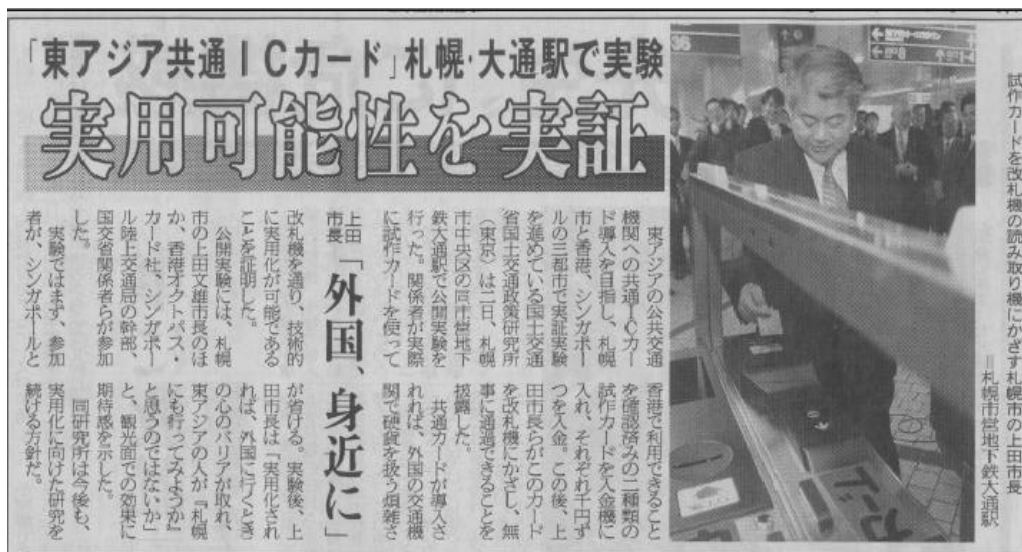 「東アジア共通ICカード」札幌・大通駅で実験
実用可能性を実証
東アジアの公共交通
機関への共通ICカー
ド導入を目指し、札幌
市と香港、シンガポー
ルの三都市で実証実験
を進めている国土交通
省国土交通政策研究所
（東京）は二日、札幌
市中央区の同市営地下
鉄大通駅で公開実験を
行った。関係者が実際
に試作カードを使って
上田市長「外国、身近に」
改札機を通り、技術的
に実用化が可能である
ことを証明した。
公開実験には、札幌
市の上田文雄市長のほ
か、香港オクトパス・
カード社、シンガポー
ル陸上交通局の幹部、
国交省関係者らが参加
した。
実験ではまず、参加
者が、シンガポールと
香港で利用できること
を確認済みの二種類の
試作カードを入金機に
入れ、それぞれ千円ず
つを入金。この後、上
田市長らがこのカード
を改札機にかざし、無
事に通過できることを
披露した。
共通カードが導入さ
れれば、外国の交通機
関で硬貨を扱う煩雑さ
が省ける。実験後、上
田市長は「実用化され
れば、外国に行くとき
の心のバリアが取れ、
東アジアの人が『札幌
にも行ってみようか』
と思うのではないか」
と、観光面での効果に
期待感を示した。
同研究所は今後も、
実用化に向けた研究を
続ける方針だ。
試作カードを改札機の読み取り機にかざす札幌市の上田市長
＝札幌市営地下鉄大通駅
36